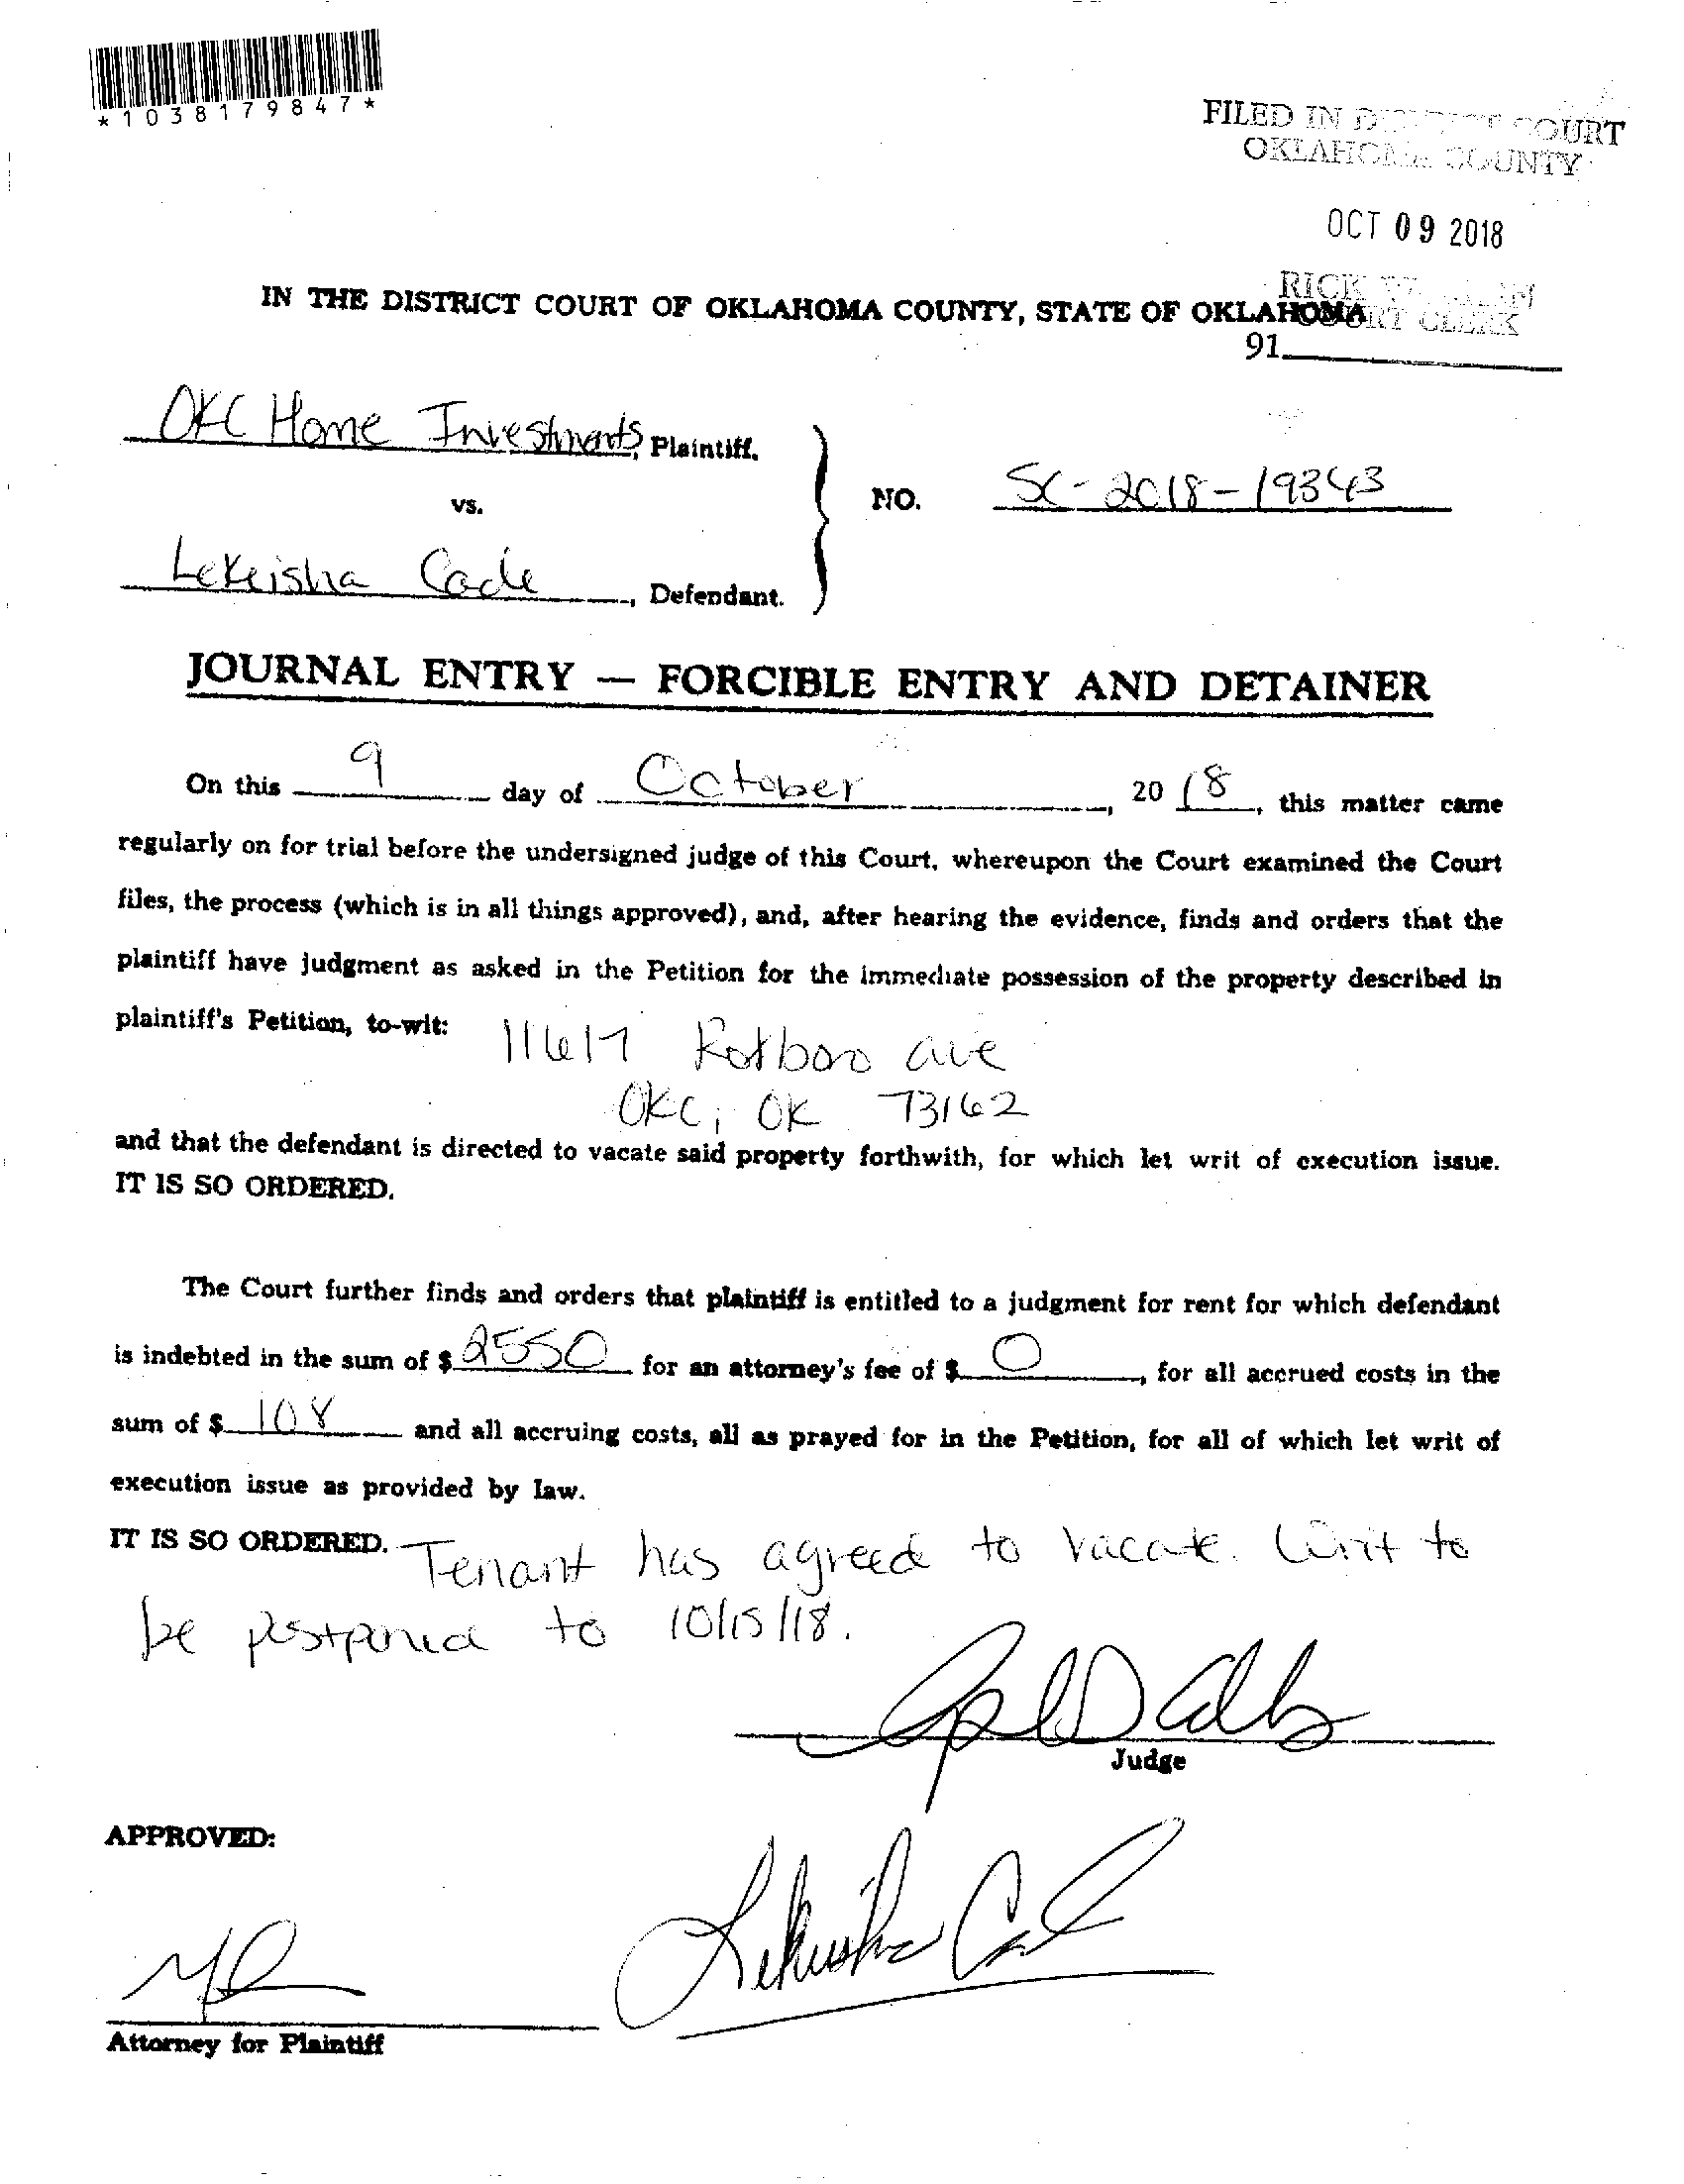 *1038179847*
FILED IN DISTRICT COURT
OKLAHOMA COUNTY
OCT 09 2018
RICK
COURT CLERK
IN THE DISTRICT COURT OF OKLAHOMA COUNTY, STATE OF OKLAHOMA
91
OKC Home Investments, Plaintiff.
vs.
NO. SC-2018-19343
Lekeisha Cade, Defendant.
JOURNAL ENTRY — FORCIBLE ENTRY AND DETAINER
On this 9 day of October, 2018, this matter came
regularly on for trial before the undersigned judge of this Court, whereupon the Court examined the Court
files, the process (which is in all things approved), and, after hearing the evidence, finds and orders that the
plaintiff have judgment as asked in the Petition for the immediate possession of the property described in
plaintiff's Petition, to-wit: 11617 Roxboro ave
OKC, OK 73162
and that the defendant is directed to vacate said property forthwith, for which let writ of execution issue.
IT IS SO ORDERED.
The Court further finds and orders that plaintiff is entitled to a judgment for rent for which defendant
is indebted in the sum of $ 2550 for an attorney's fee of $ 0, for all accrued costs in the
sum of $ 108 and all accruing costs, all as prayed for in the Petition, for all of which let writ of
execution issue as provided by law.
IT IS SO ORDERED. Tenant has agreed to vacate. Writ to
be postponed to 10/15/18.
Judge
APPROVED:
Lekeisha Cade
Attorney for Plaintiff